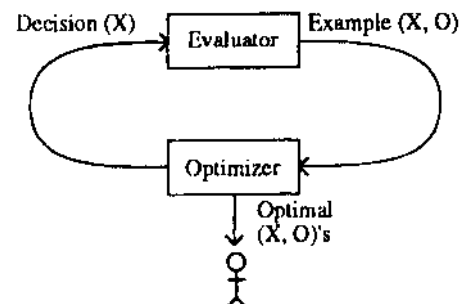 Decision (X)
Evaluator
Example (X, O)
Optimizer
Optimal
(X, O)'s